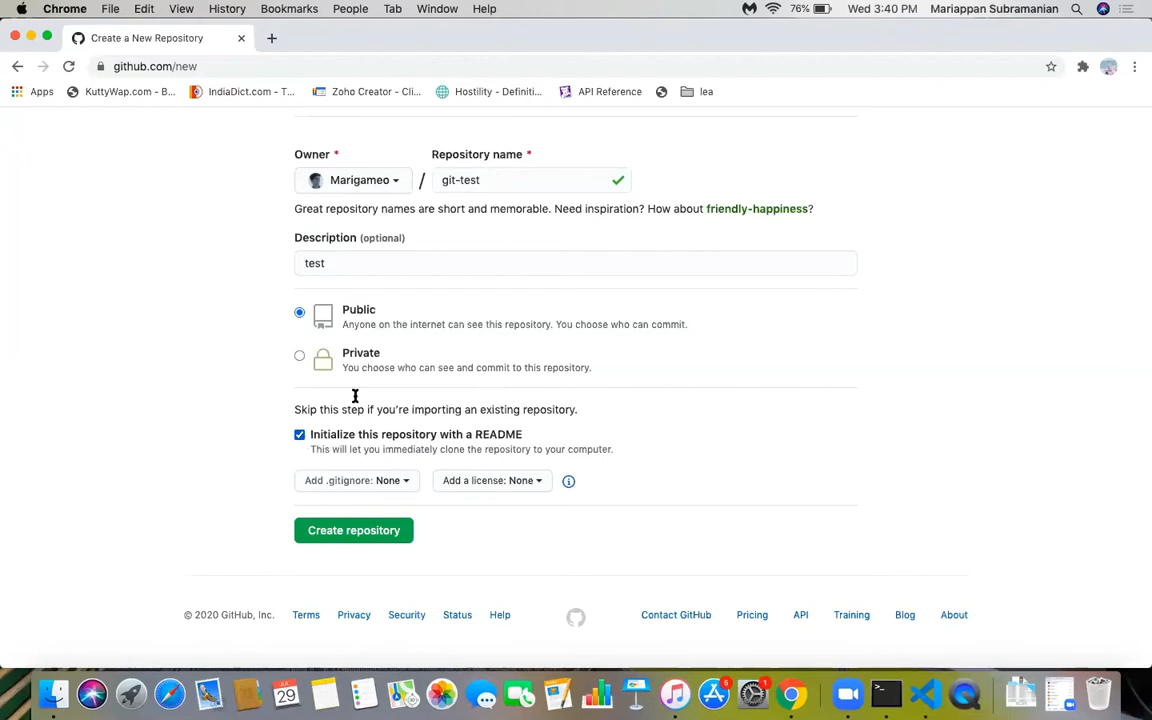 Chrome File Edit View History Bookmarks People Tab Window Help 76% Wed 3:40 PM Mariappan Subramanian
Create a New Repository
github.com/new
Apps KuttyWap.com - B... IndiaDict.com - T... Zoho Creator - Cli... Hostility - Definiti... API Reference lea
Owner * Repository name *
Marigameo / git-test
Great repository names are short and memorable. Need inspiration? How about friendly-happiness?
Description (optional)
test
Public
Anyone on the internet can see this repository. You choose who can commit.
Private
You choose who can see and commit to this repository.
Skip this step if you're importing an existing repository.
Initialize this repository with a README
This will let you immediately clone the repository to your computer.
Add .gitignore: None Add a license: None
Create repository
© 2020 GitHub, Inc. Terms Privacy Security Status Help Contact GitHub Pricing API Training Blog About
29 5 1